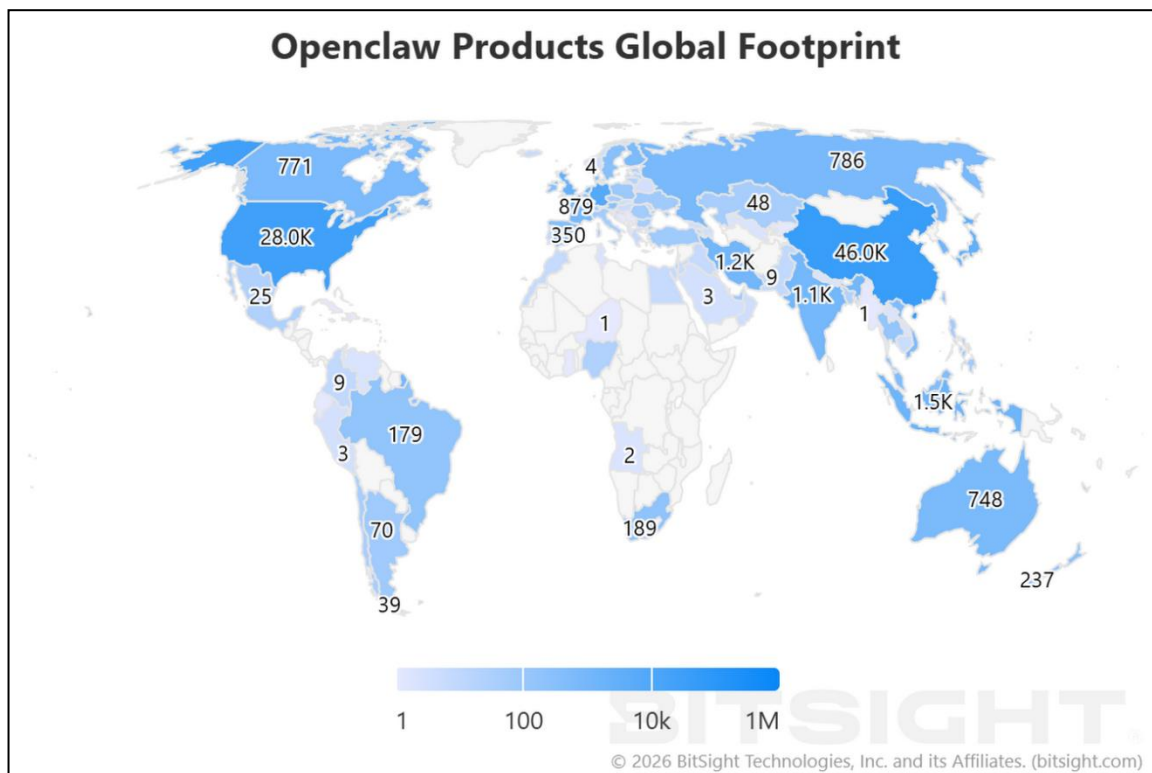 Openclaw Products Global Footprint
771
4
786
879
48
28.0K
350
46.0K
1.2K
9
25
3
1.1K
1
1
9
1.5K
179
3
2
748
70
189
237
39
1 100 10k 1M
BITSIGHT
© 2026 BitSight Technologies, Inc. and its Affiliates. (bitsight.com)